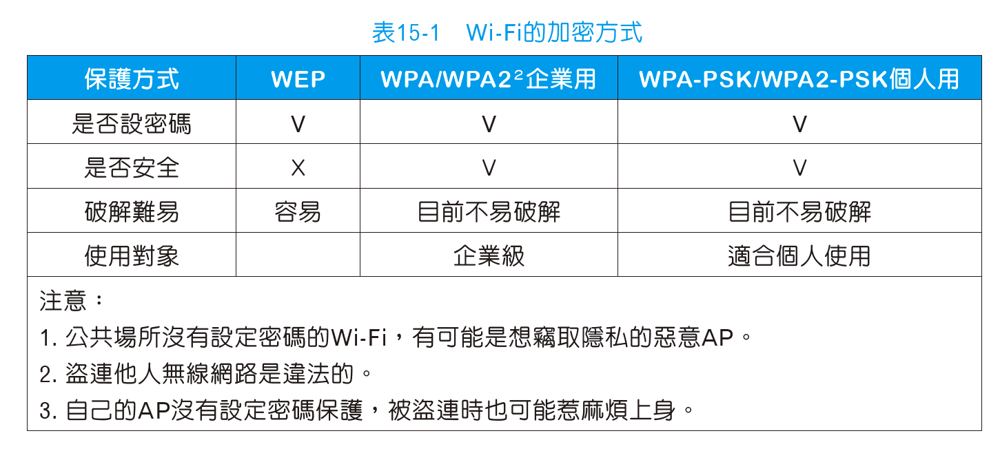 表15-1　Wi-Fi的加密方式
保護方式 WEP WPA/WPA2²企業用 WPA-PSK/WPA2-PSK個人用
是否設密碼 V V V
是否安全 X V V
破解難易 容易 目前不易破解 目前不易破解
使用對象 企業級 適合個人使用
注意：
1. 公共場所沒有設定密碼的Wi-Fi，有可能是想竊取隱私的惡意AP。
2. 盜連他人無線網路是違法的。
3. 自己的AP沒有設定密碼保護，被盜連時也可能惹麻煩上身。